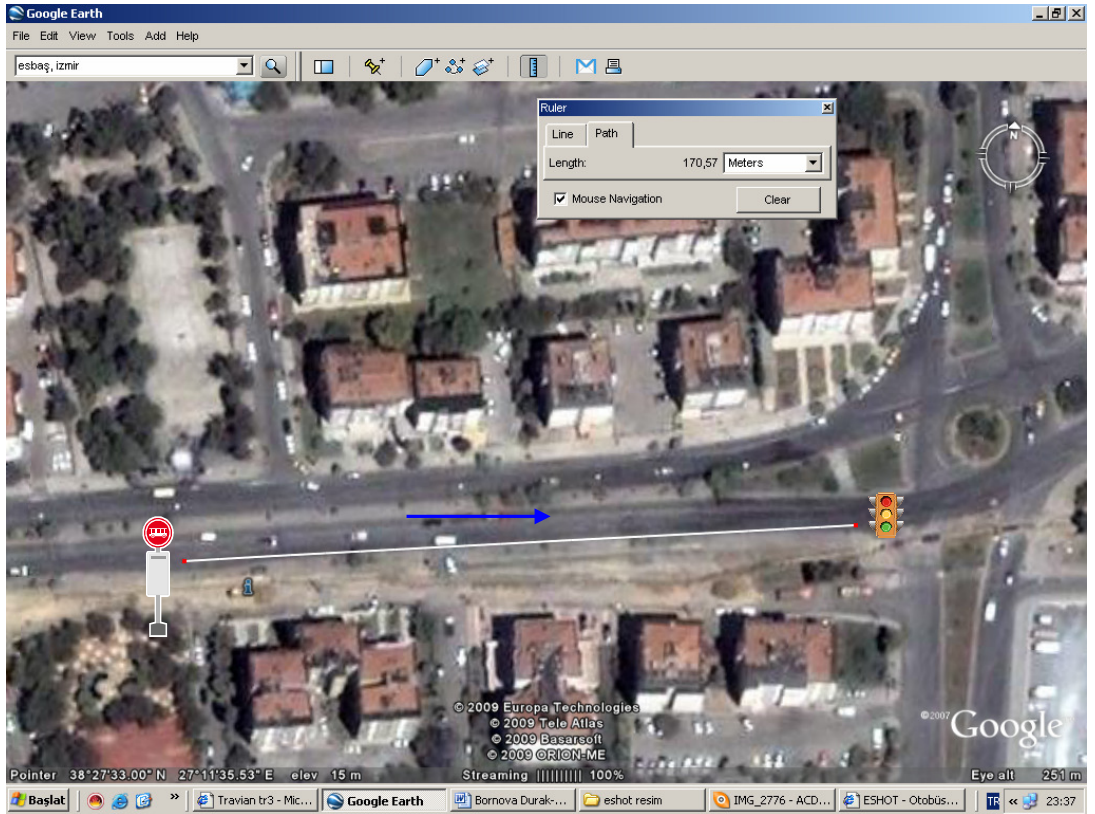 Google Earth
File Edit View Tools Add Help
esbaş, izmir
Ruler
Line Path
Length: 170,57 Meters
Mouse Navigation Clear
N
© 2009 Europa Technologies
© 2009 Tele Atlas
© 2009 Basarsoft
© 2009 ORION-ME
©2007 Google
Pointer 38°27'33.00" N 27°11'35.53" E elev 15 m Streaming |||||||||| 100% Eye alt 251 m
Başlat » Travian tr3 - Mic... Google Earth Bornova Durak-... eshot resim IMG_2776 - ACD... ESHOT - Otobüs... TR « 23:37